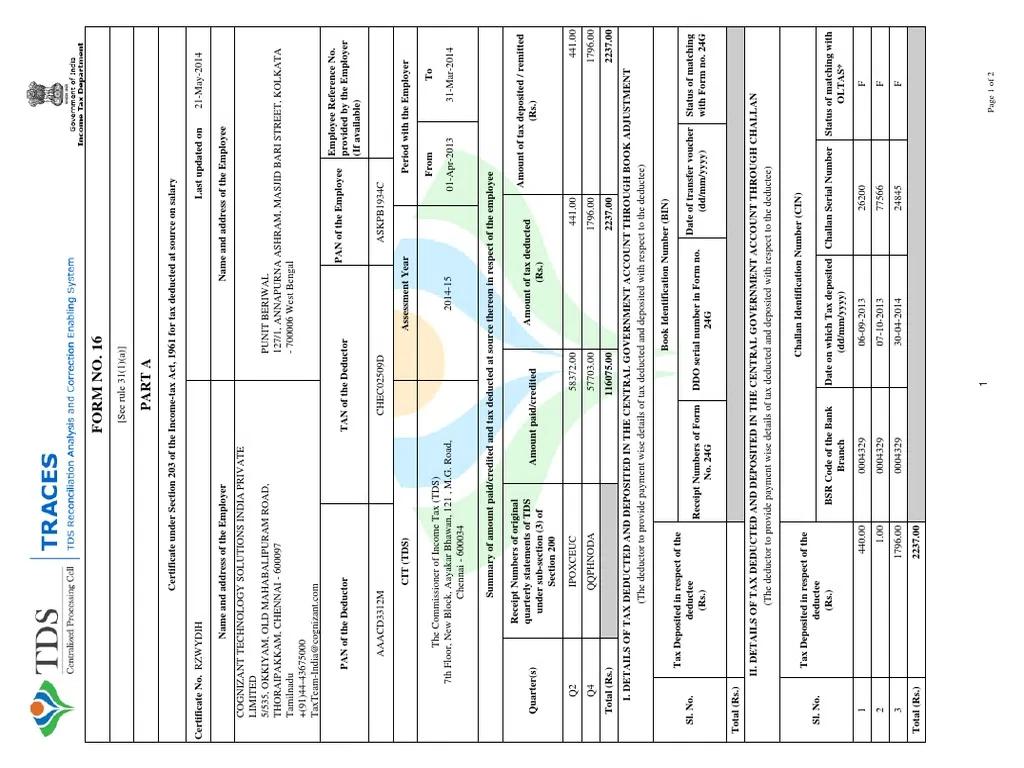 TDS
Centralized Processing Cell
TRACES
TDS Reconciliation Analysis and Correction Enabling System
Government of India
Income Tax Department
FORM NO. 16
[See rule 31(1)(a)]
PART A
Certificate under Section 203 of the Income-tax Act, 1961 for tax deducted at source on salary
Certificate No. RZWYDIH
Last updated on 21-May-2014
Name and address of the Employer
Name and address of the Employee
COGNIZANT TECHNOLOGY SOLUTIONS INDIA PRIVATE
LIMITED
5/535, OKKIYAM, OLD MAHABALIPURAM ROAD,
THORAIPAKKAM, CHENNAI - 600097
Tamilnadu
+(91)44-43675000
TaxTeam-India@cognizant.com
PUNIT BERIWAL
127/1, ANNAPURNA ASHRAM, MASJID BARI STREET, KOLKATA
- 700006 West Bengal
PAN of the Deductor
TAN of the Deductor
PAN of the Employee
Employee Reference No.
provided by the Employer
(If available)
AAACD3312M
CHEC02509D
ASKPB1934C
CIT (TDS)
Assessment Year
Period with the Employer
The Commissioner of Income Tax (TDS)
7th Floor, New Block, Aayakar Bhawan, 121 , M.G. Road,
Chennai - 600034
2014-15
From
To
01-Apr-2013
31-Mar-2014
Summary of amount paid/credited and tax deducted at source thereon in respect of the employee
Quarter(s)
Receipt Numbers of original
quarterly statements of TDS
under sub-section (3) of
Section 200
Amount paid/credited
Amount of tax deducted
(Rs.)
Amount of tax deposited / remitted
(Rs.)
Q2 IPOXCEUC 58372.00 441.00 441.00
Q4 QQPHNODA 57703.00 1796.00 1796.00
Total (Rs.) 116075.00 2237.00 2237.00
I. DETAILS OF TAX DEDUCTED AND DEPOSITED IN THE CENTRAL GOVERNMENT ACCOUNT THROUGH BOOK ADJUSTMENT
(The deductor to provide payment wise details of tax deducted and deposited with respect to the deductee)
Sl. No.
Tax Deposited in respect of the
deductee
(Rs.)
Book Identification Number (BIN)
Receipt Numbers of Form
No. 24G
DDO serial number in Form no.
24G
Date of transfer voucher
(dd/mm/yyyy)
Status of matching
with Form no. 24G
Total (Rs.)
II. DETAILS OF TAX DEDUCTED AND DEPOSITED IN THE CENTRAL GOVERNMENT ACCOUNT THROUGH CHALLAN
(The deductor to provide payment wise details of tax deducted and deposited with respect to the deductee)
Sl. No.
Tax Deposited in respect of the
deductee
(Rs.)
Challan Identification Number (CIN)
BSR Code of the Bank
Branch
Date on which Tax deposited
(dd/mm/yyyy)
Challan Serial Number
Status of matching with
OLTAS*
1 440.00 0004329 06-09-2013 26200 F
2 1.00 0004329 07-10-2013 77566 F
3 1796.00 0004329 30-04-2014 24845 F
Total (Rs.) 2237.00
1
Page 1 of 2